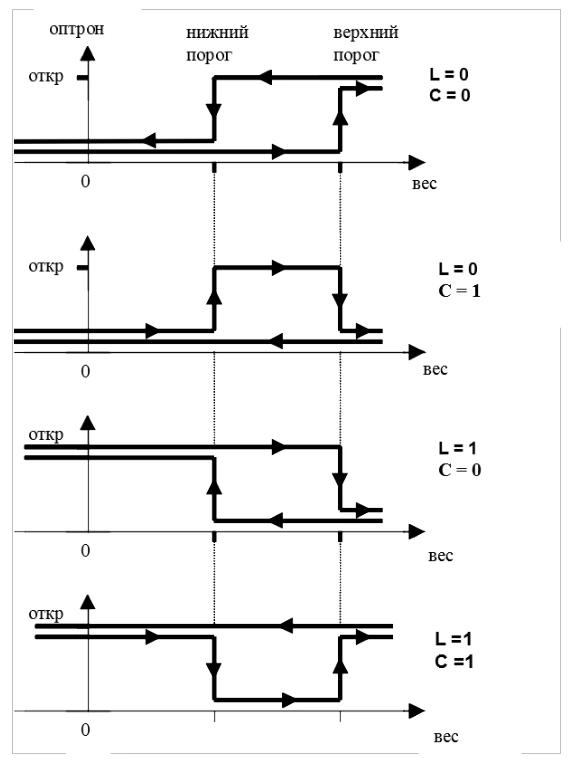 оптрон
нижний
порог
верхний
порог
откр
L = 0
C = 0
0
вес
откр
L = 0
C = 1
0
вес
откр
L = 1
C = 0
0
вес
откр
L =1
C =1
0
вес